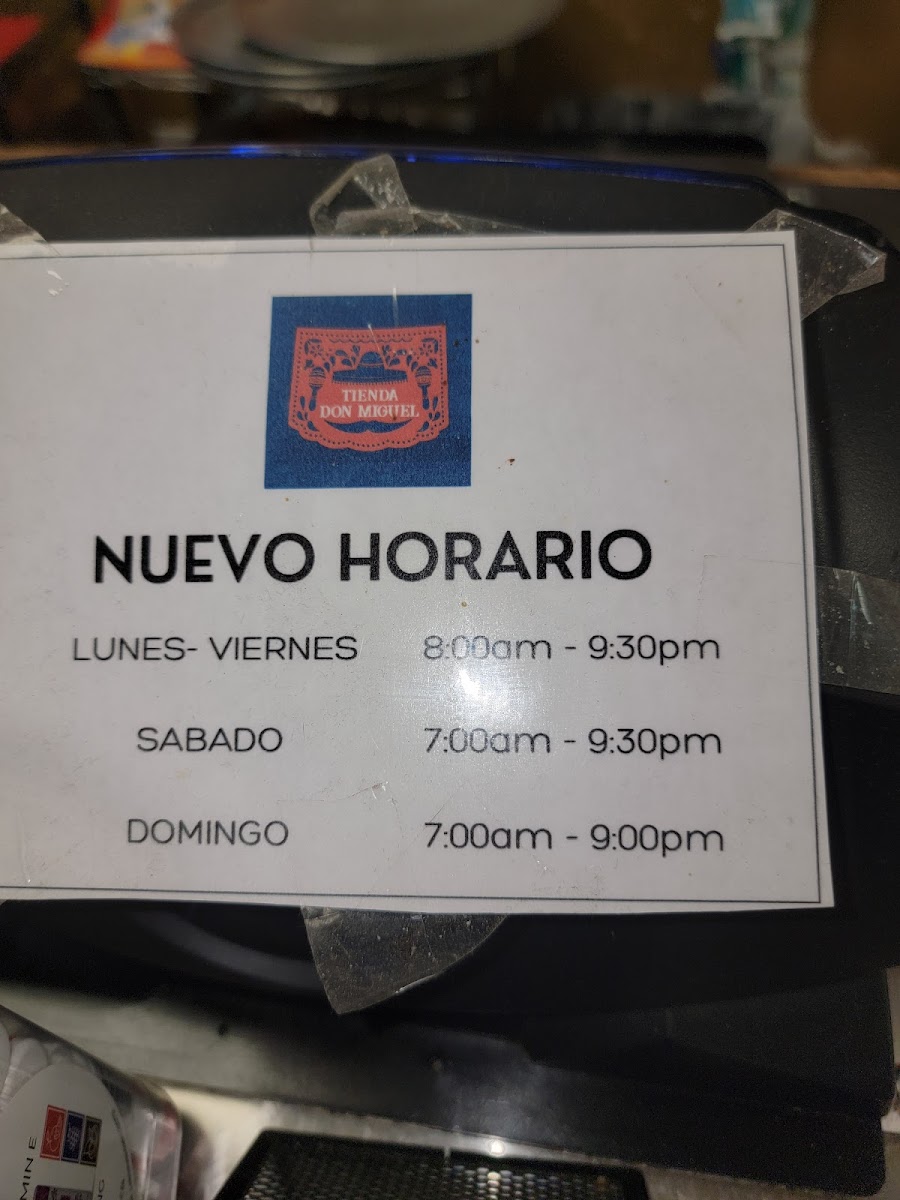 TIENDA
DON MIGUEL
NUEVO HORARIO
LUNES- VIERNES 8:00am - 9:30pm
SABADO 7:00am - 9:30pm
DOMINGO 7:00am - 9:00pm